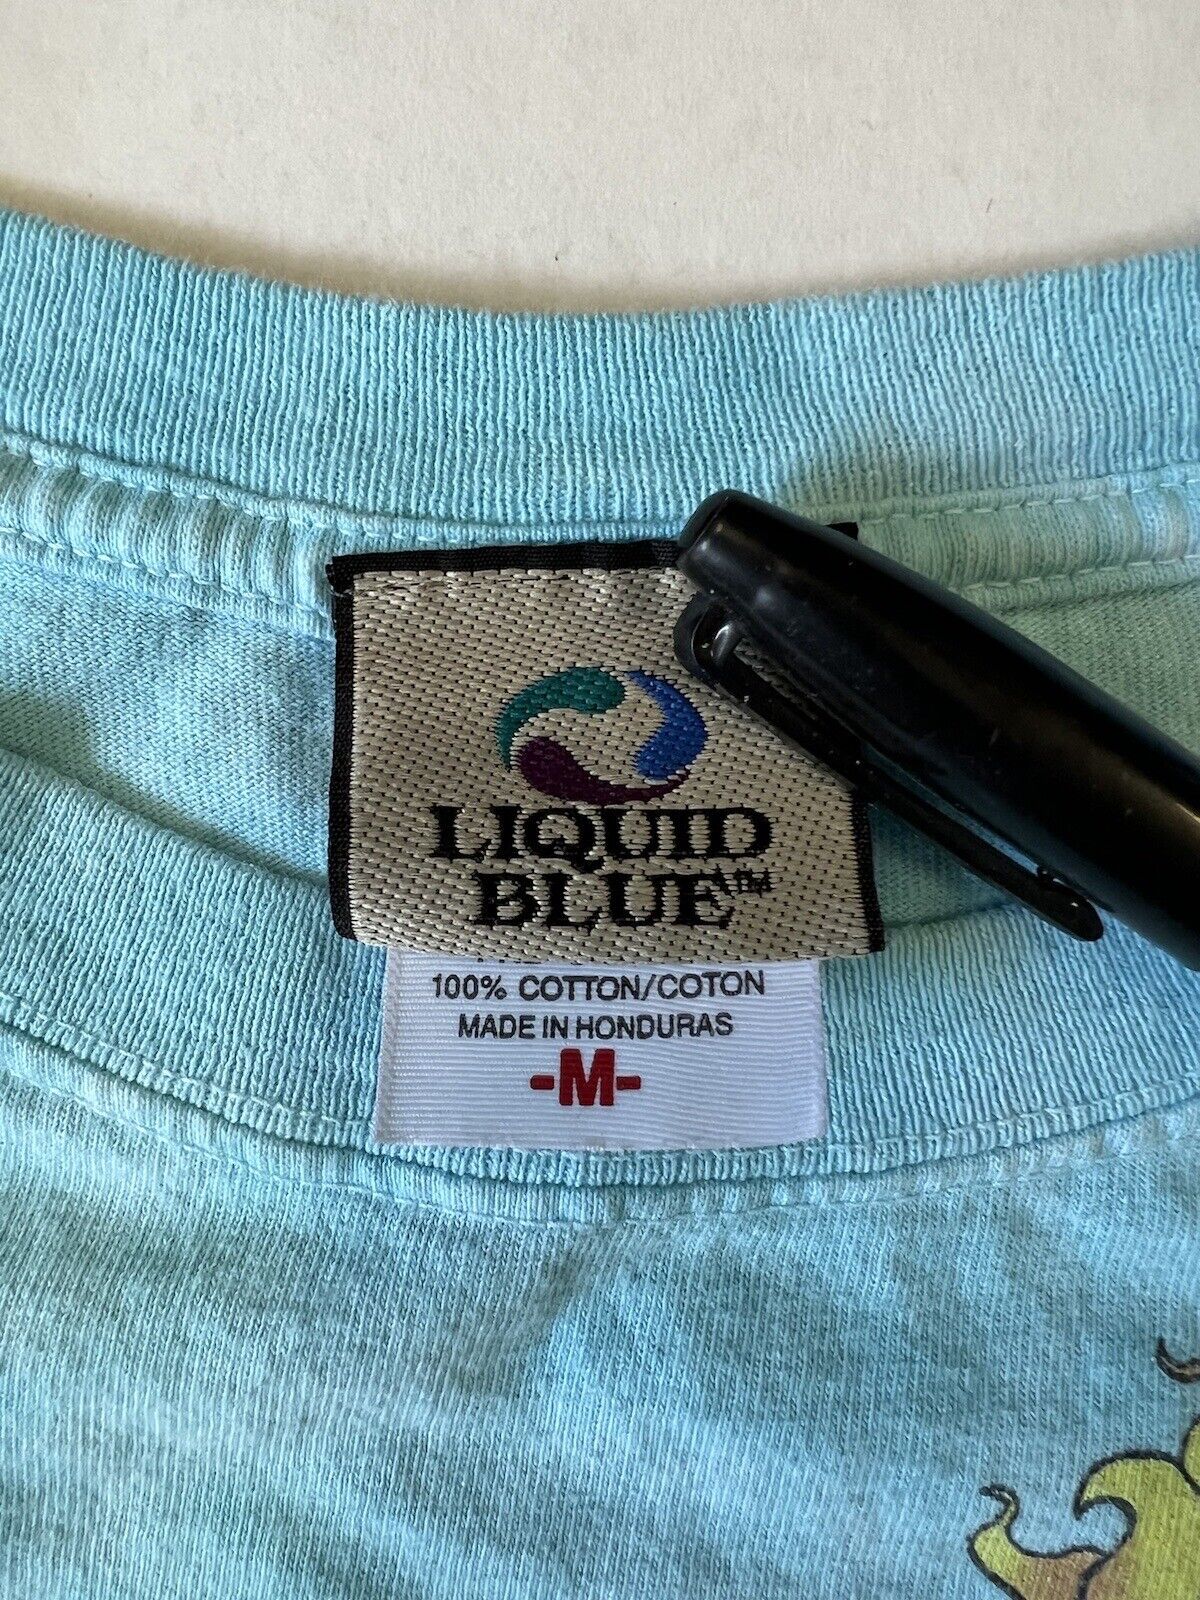 LIQUID
BLUE™
100% COTTON/COTON
MADE IN HONDURAS
-M-